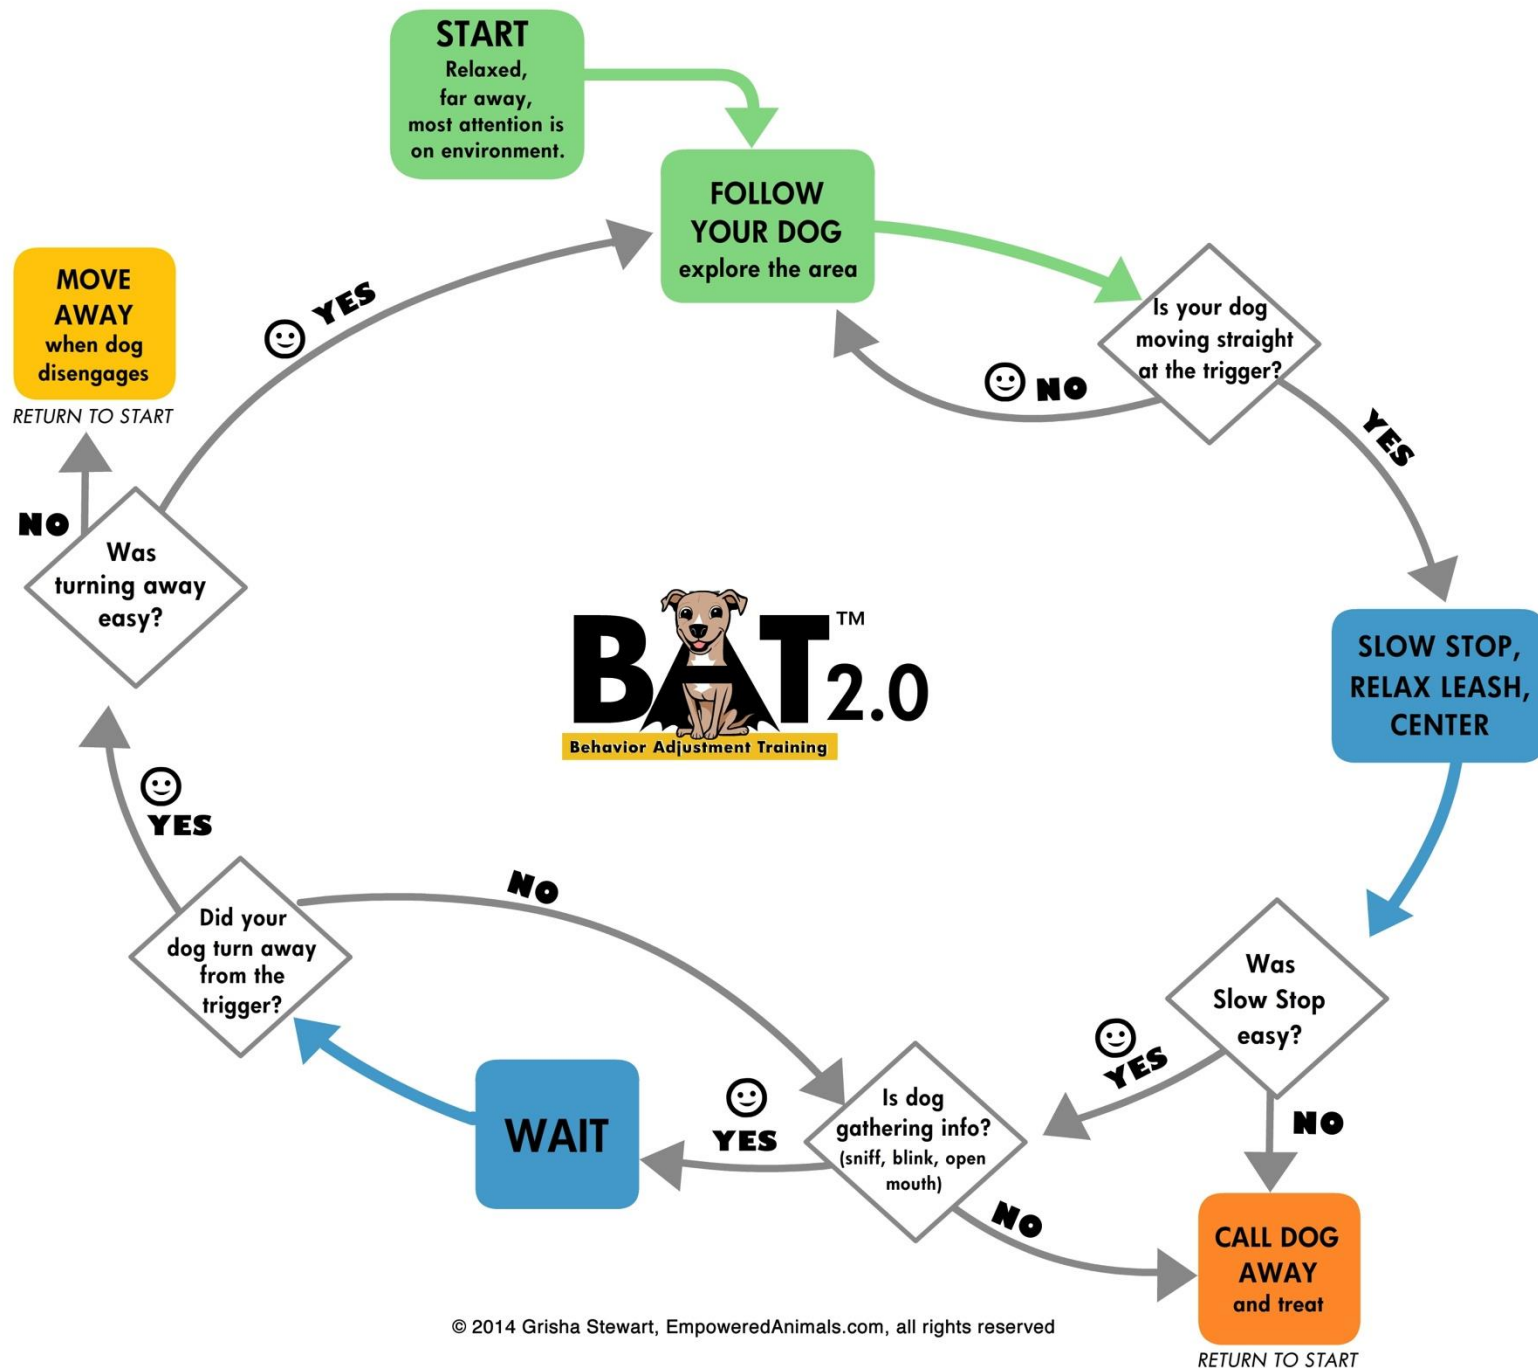 START
Relaxed,
far away,
most attention is
on environment.
FOLLOW
YOUR DOG
explore the area
Is your dog
moving straight
at the trigger?
NO
YES
SLOW STOP,
RELAX LEASH,
CENTER
Was
Slow Stop
easy?
YES
NO
CALL DOG
AWAY
and treat
RETURN TO START
Is dog
gathering info?
(sniff, blink, open
mouth)
NO
YES
WAIT
Did your
dog turn away
from the
trigger?
NO
YES
Was
turning away
easy?
NO
YES
MOVE
AWAY
when dog
disengages
RETURN TO START
BAT™ 2.0
Behavior Adjustment Training
© 2014 Grisha Stewart, EmpoweredAnimals.com, all rights reserved